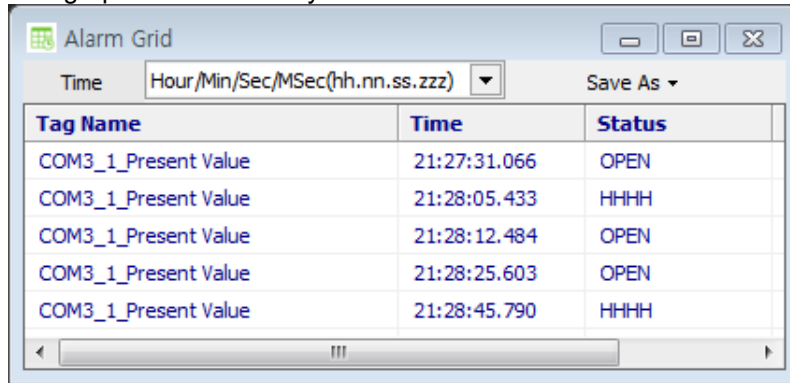 Alarm Grid
Time Hour/Min/Sec/MSec(hh.nn.ss.zzz) Save As
Tag Name Time Status
COM3_1_Present Value 21:27:31.066 OPEN
COM3_1_Present Value 21:28:05.433 HHHH
COM3_1_Present Value 21:28:12.484 OPEN
COM3_1_Present Value 21:28:25.603 OPEN
COM3_1_Present Value 21:28:45.790 HHHH